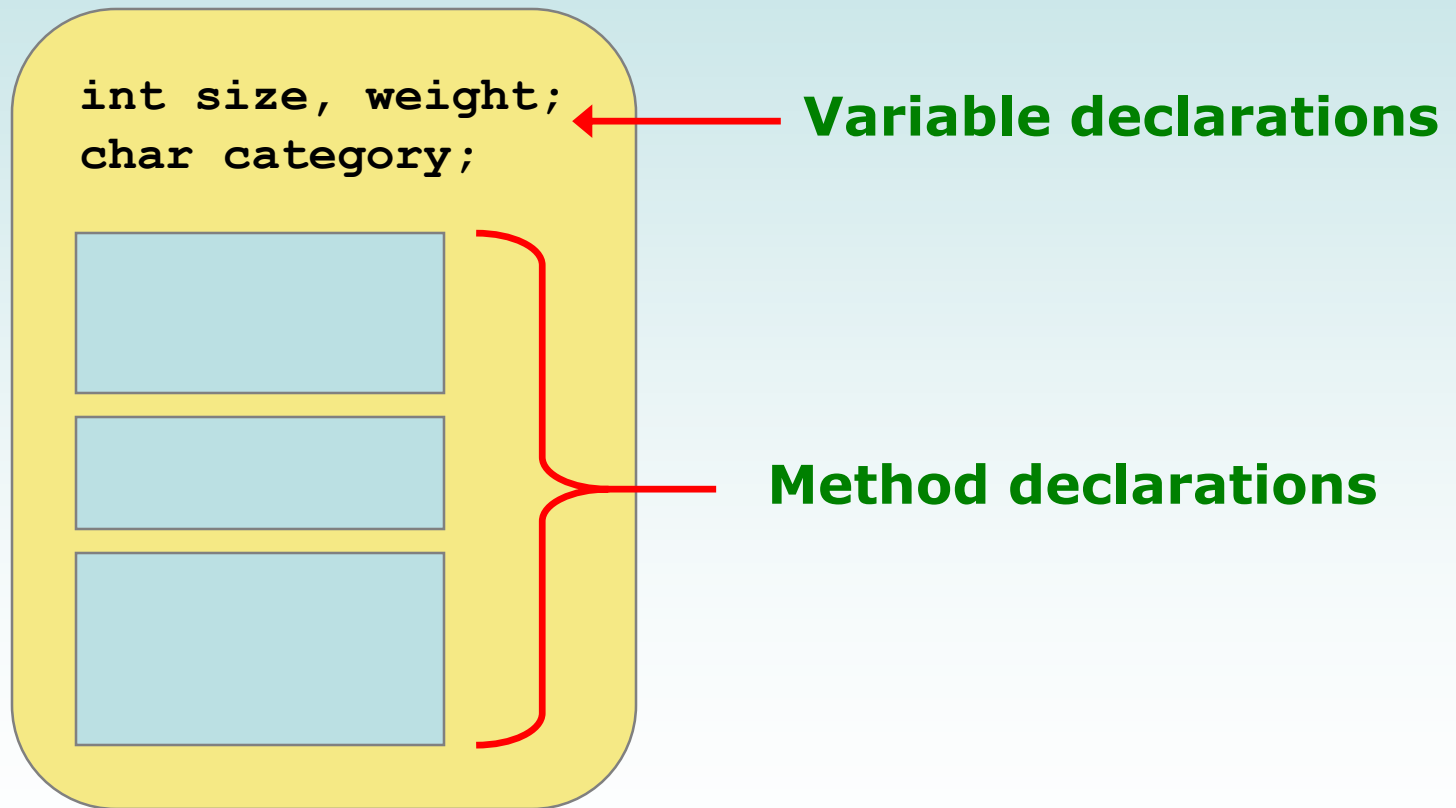 int size, weight;
char category;
Variable declarations
Method declarations